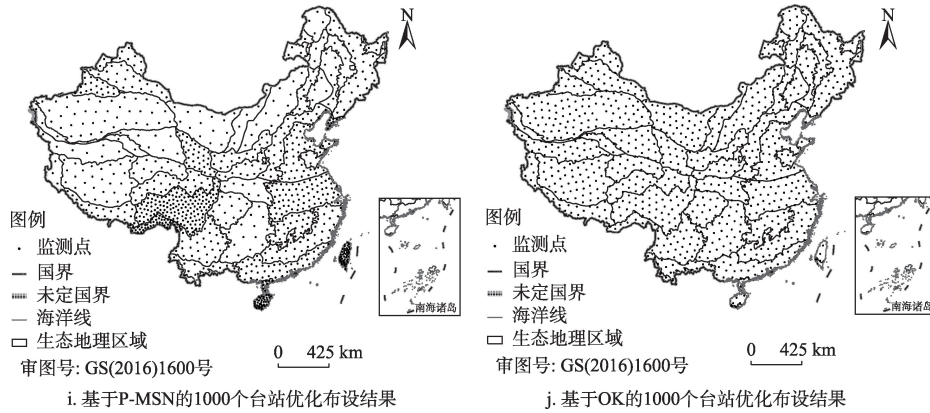 N
图例
监测点
国界
未定国界
海洋线
生态地理区域
审图号: GS(2016)1600号
0 425 km
南海诸岛
i. 基于P-MSN的1000个台站优化布设结果
N
图例
监测点
国界
未定国界
海洋线
生态地理区域
审图号: GS(2016)1600号
0 425 km
南海诸岛
j. 基于OK的1000个台站优化布设结果